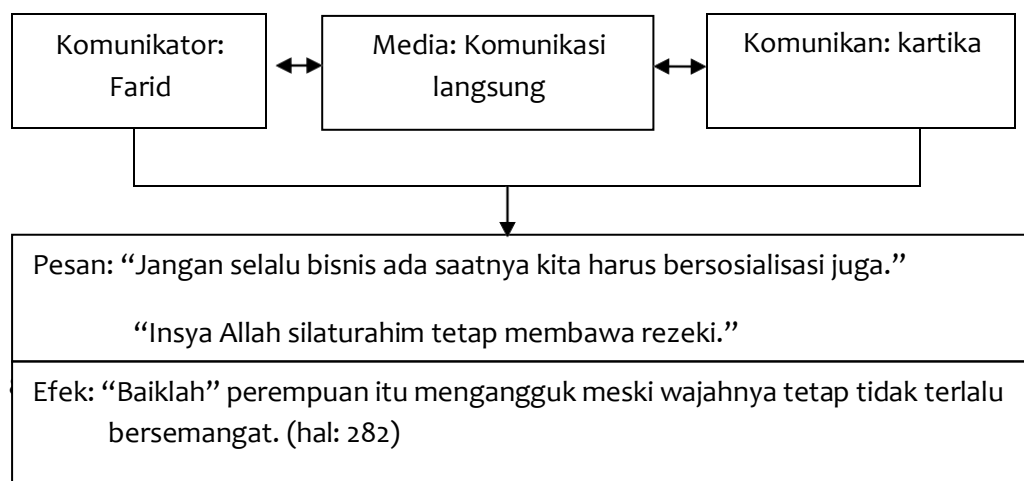 Komunikator:
Farid
Media: Komunikasi
langsung
Komunikan: kartika
Pesan: “Jangan selalu bisnis ada saatnya kita harus bersosialisasi juga.”
“Insya Allah silaturahim tetap membawa rezeki.”
Efek: “Baiklah” perempuan itu mengangguk meski wajahnya tetap tidak terlalu
bersemangat. (hal: 282)